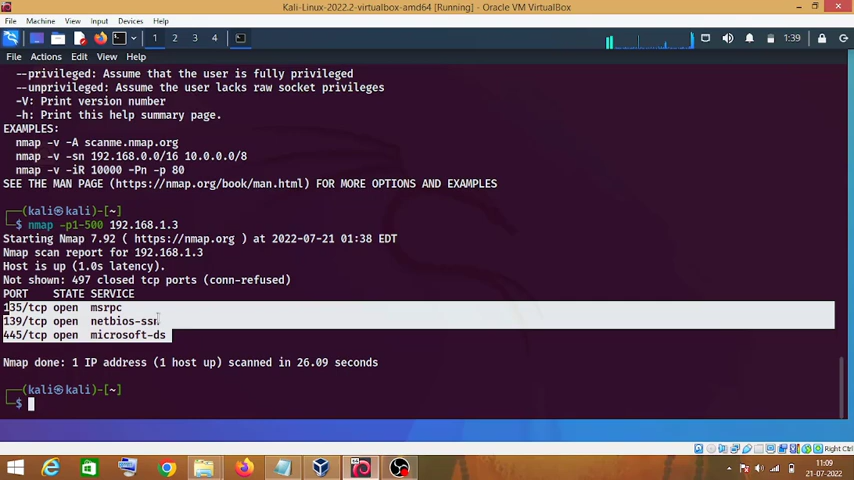 Kali-Linux-2022.2-virtualbox-amd64 [Running] - Oracle VM VirtualBox
File Machine View Input Devices Help
1 2 3 4 1:39
File Actions Edit View Help
--privileged: Assume that the user is fully privileged
--unprivileged: Assume the user lacks raw socket privileges
-V: Print version number
-h: Print this help summary page.
EXAMPLES:
nmap -v -A scanme.nmap.org
nmap -v -sn 192.168.0.0/16 10.0.0.0/8
nmap -v -iR 10000 -Pn -p 80
SEE THE MAN PAGE (https://nmap.org/book/man.html) FOR MORE OPTIONS AND EXAMPLES
(kali㉿kali)-[~]
$ nmap -p1-500 192.168.1.3
Starting Nmap 7.92 ( https://nmap.org ) at 2022-07-21 01:38 EDT
Nmap scan report for 192.168.1.3
Host is up (1.0s latency).
Not shown: 497 closed tcp ports (conn-refused)
PORT STATE SERVICE
135/tcp open msrpc
139/tcp open netbios-ssn
445/tcp open microsoft-ds
Nmap done: 1 IP address (1 host up) scanned in 26.09 seconds
(kali㉿kali)-[~]
$
Right Ctrl
11:09
21-07-2022